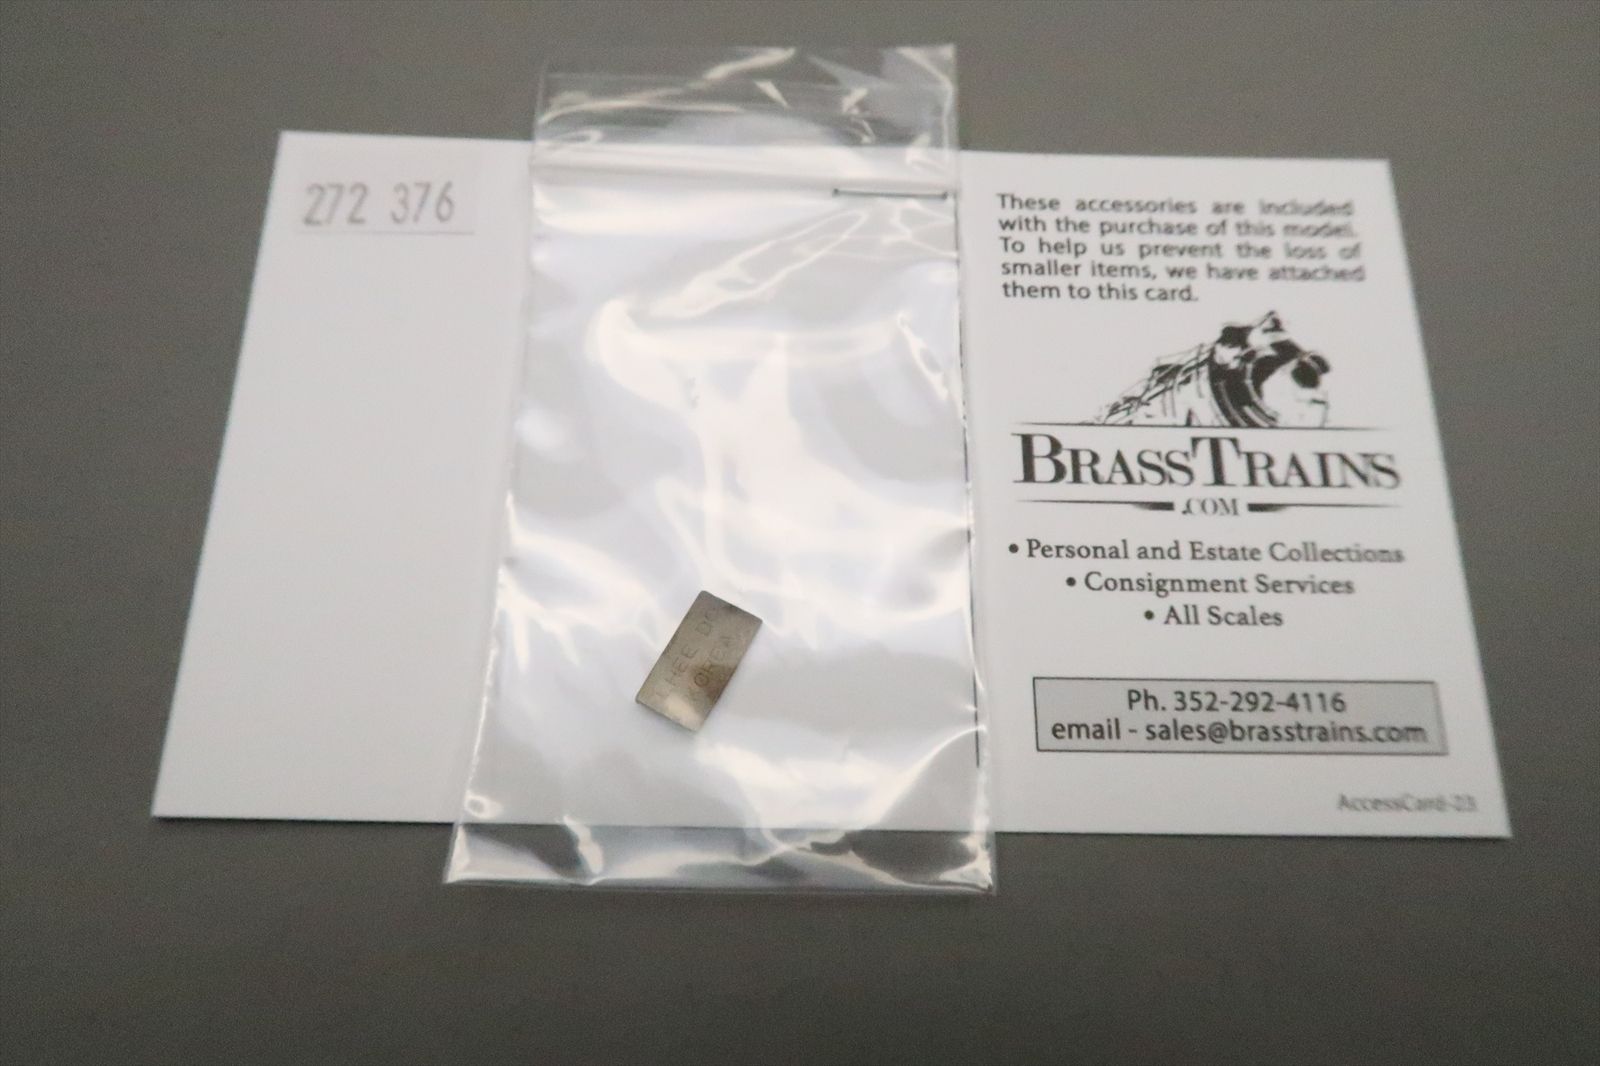 272 376
These accessories are included
with the purchase of this model.
To help us prevent the loss of
smaller items, we have attached
them to this card.
BRASSTRAINS
.COM
• Personal and Estate Collections
• Consignment Services
• All Scales
Ph. 352-292-4116
email - sales@brasstrains.com
AccessCard-23
HEE
KOREA